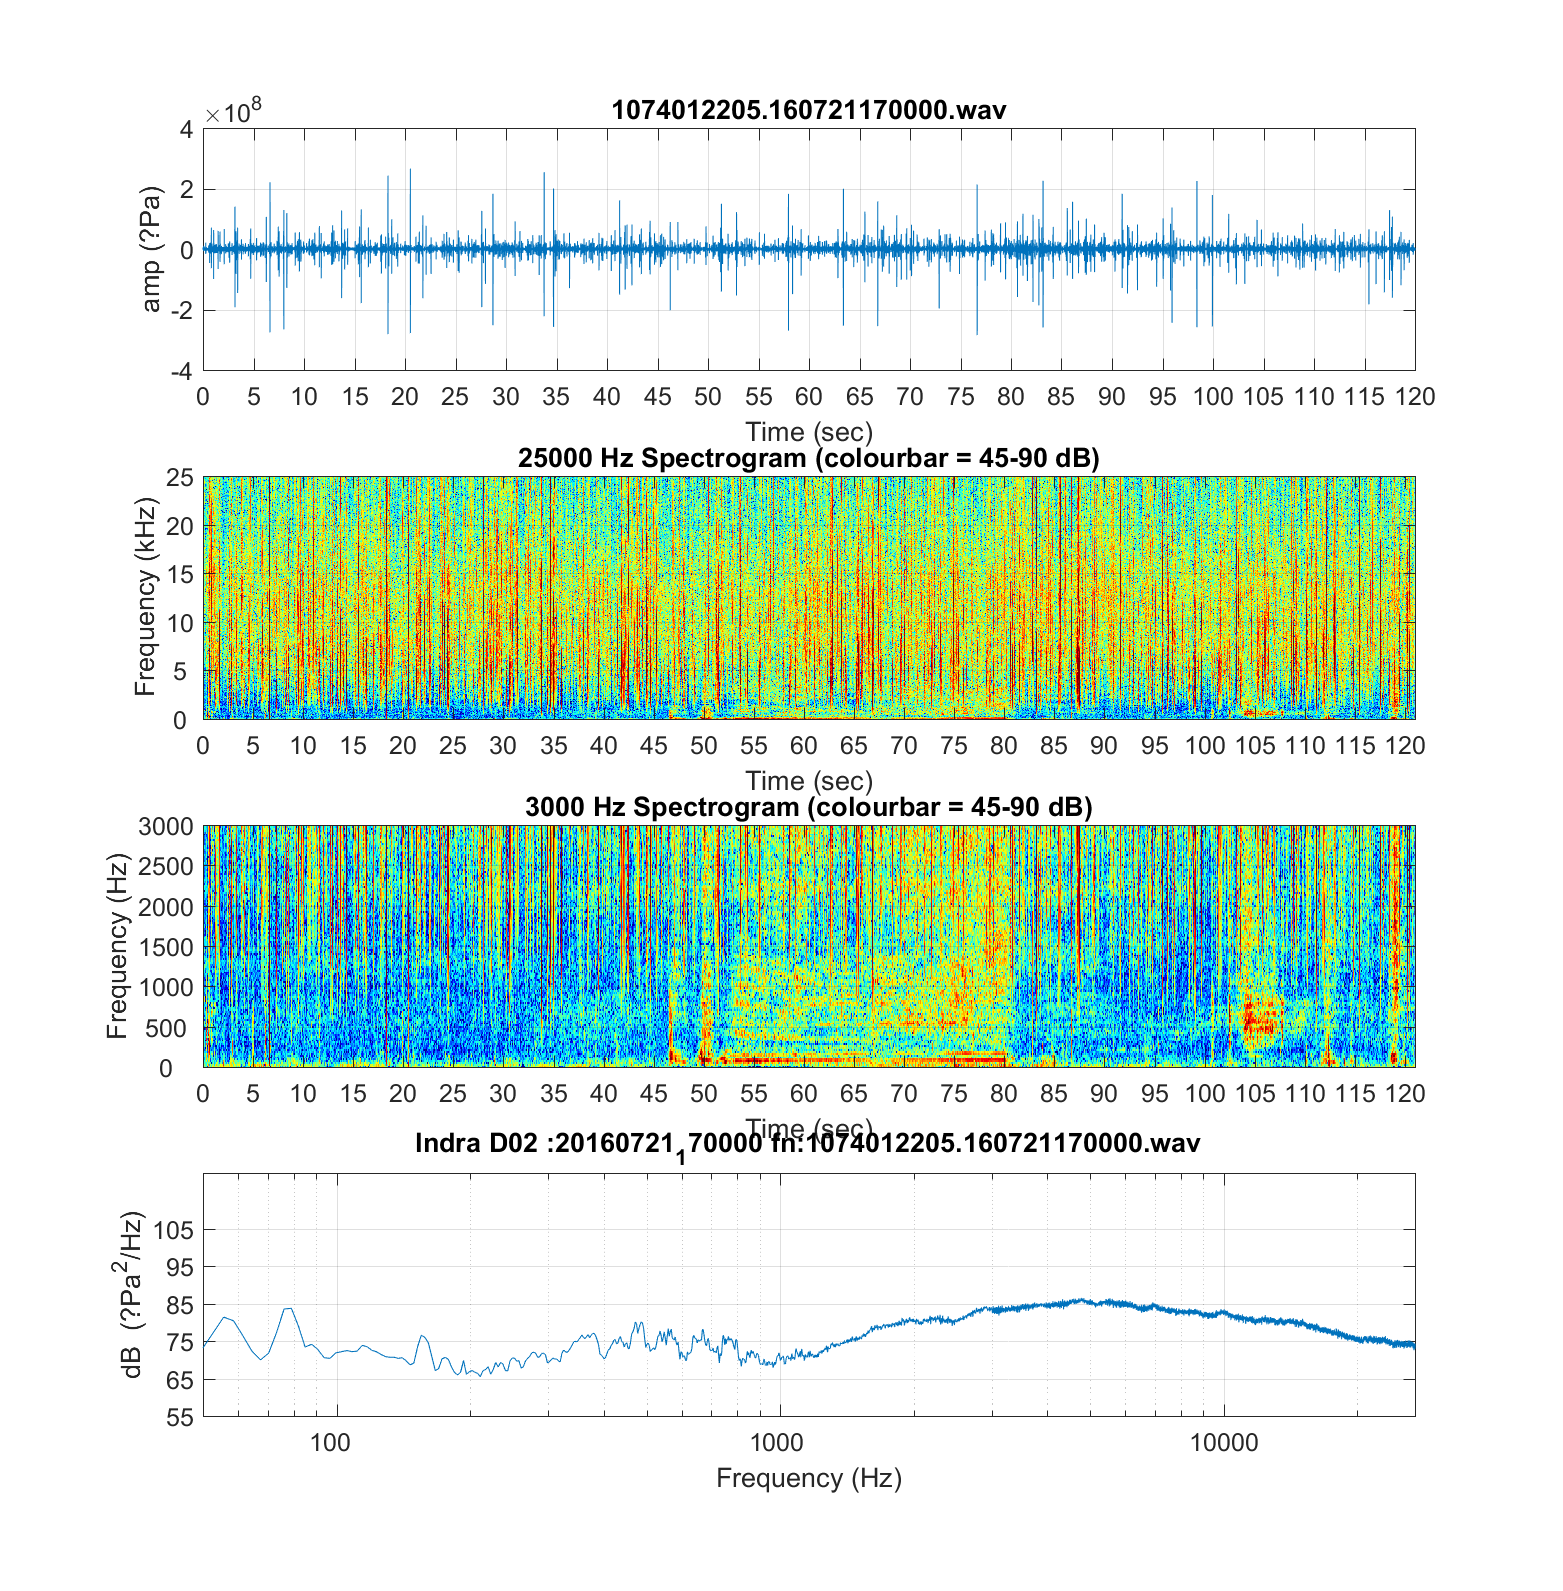 ×10^8
1074012205.160721170000.wav
4
2
0
-2
-4
amp (?Pa)
0 5 10 15 20 25 30 35 40 45 50 55 60 65 70 75 80 85 90 95 100 105 110 115 120
Time (sec)
25000 Hz Spectrogram (colourbar = 45-90 dB)
25
20
15
10
5
0
Frequency (kHz)
0 5 10 15 20 25 30 35 40 45 50 55 60 65 70 75 80 85 90 95 100 105 110 115 120
Time (sec)
3000 Hz Spectrogram (colourbar = 45-90 dB)
3000
2500
2000
1500
1000
500
0
Frequency (Hz)
0 5 10 15 20 25 30 35 40 45 50 55 60 65 70 75 80 85 90 95 100 105 110 115 120
Time (sec)
Indra D02 :20160721_170000 fn:1074012205.160721170000.wav
105
95
85
75
65
55
dB (?Pa^2/Hz)
100 1000 10000
Frequency (Hz)